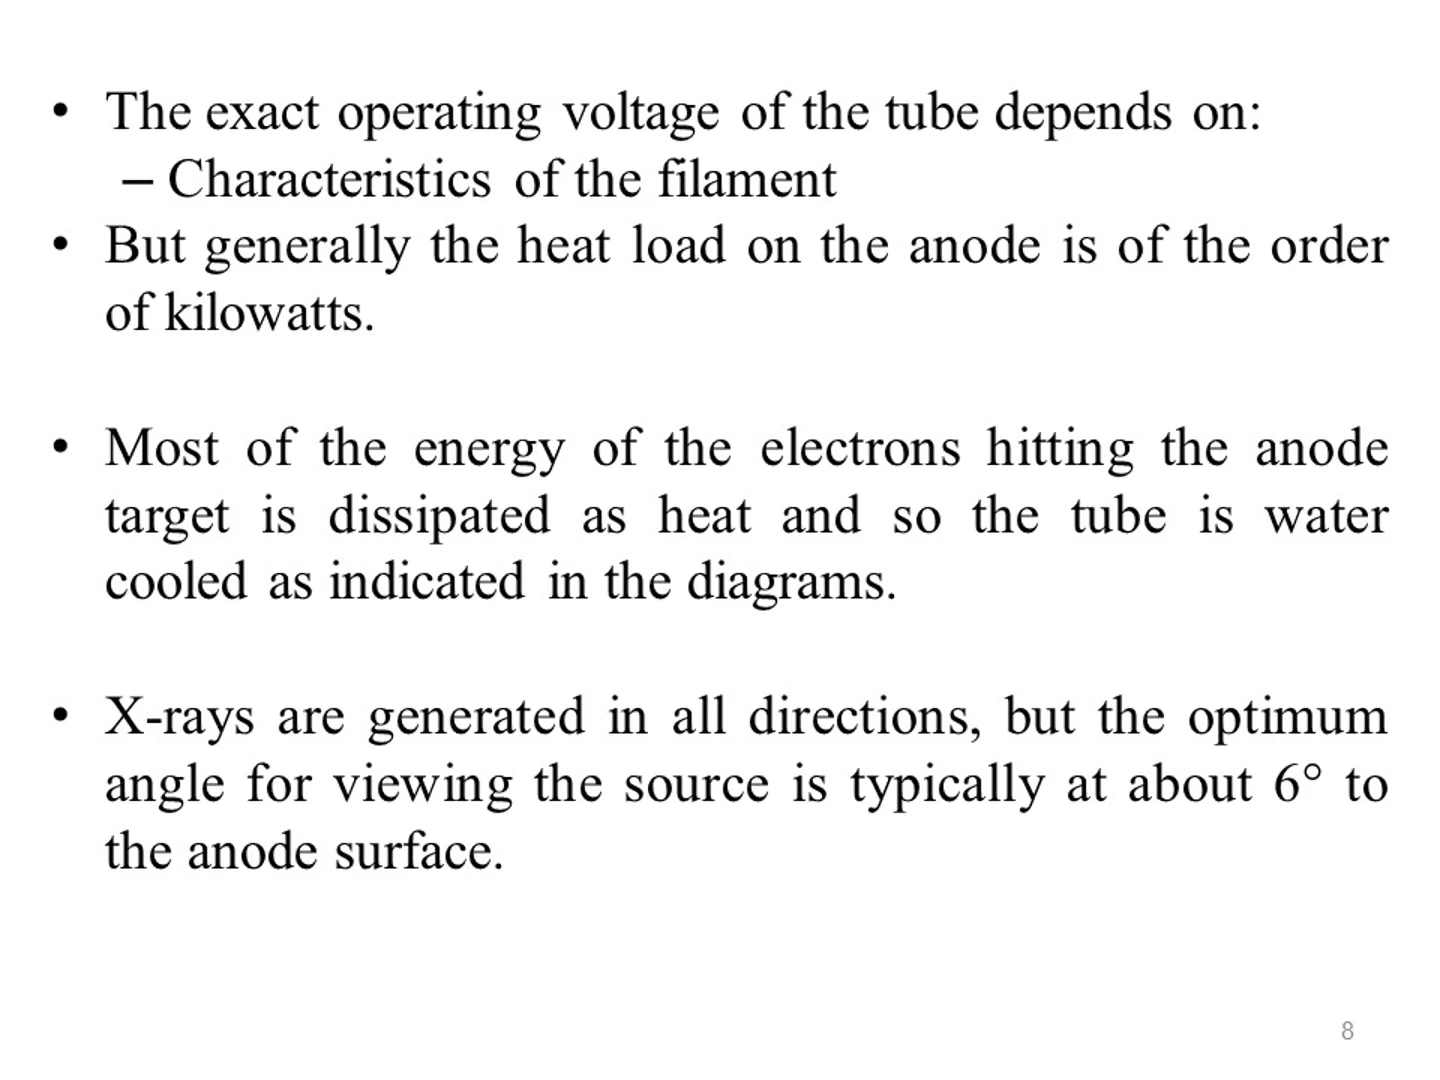 • The exact operating voltage of the tube depends on:
– Characteristics of the filament
• But generally the heat load on the anode is of the order
of kilowatts.
• Most of the energy of the electrons hitting the anode
target is dissipated as heat and so the tube is water
cooled as indicated in the diagrams.
• X-rays are generated in all directions, but the optimum
angle for viewing the source is typically at about 6° to
the anode surface.
8